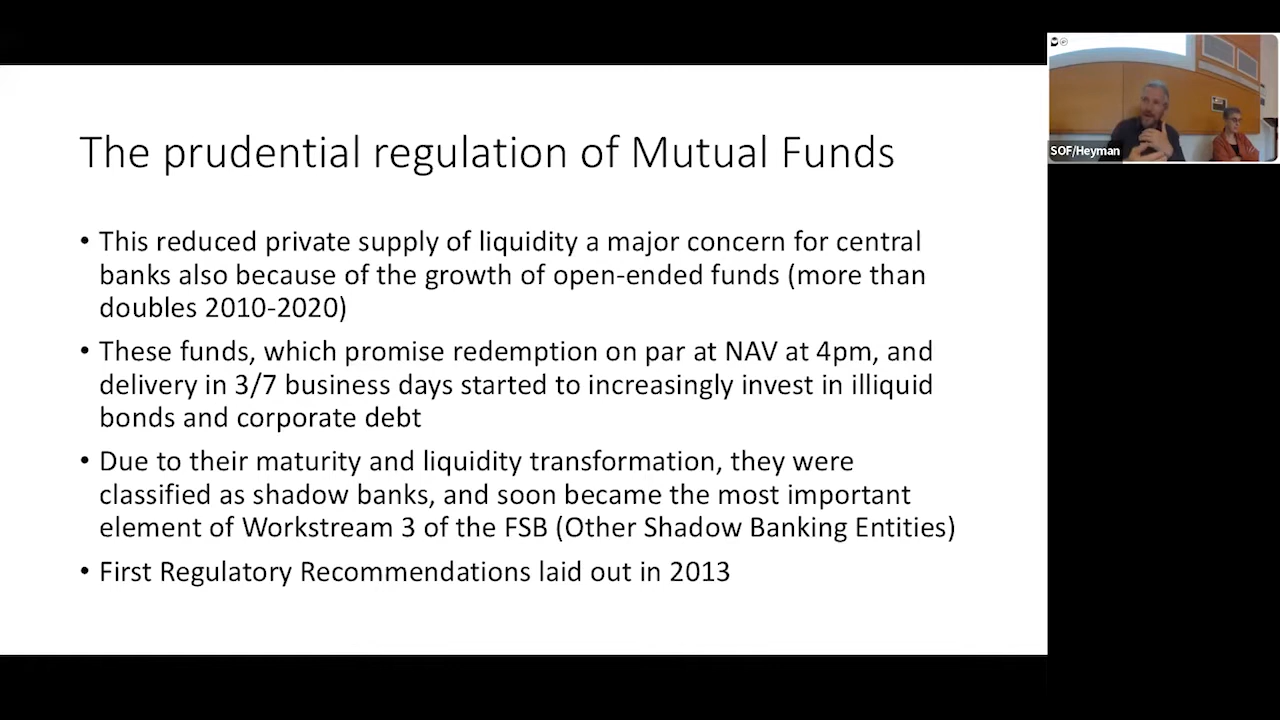 The prudential regulation of Mutual Funds
• This reduced private supply of liquidity a major concern for central
banks also because of the growth of open-ended funds (more than
doubles 2010-2020)
• These funds, which promise redemption on par at NAV at 4pm, and
delivery in 3/7 business days started to increasingly invest in illiquid
bonds and corporate debt
• Due to their maturity and liquidity transformation, they were
classified as shadow banks, and soon became the most important
element of Workstream 3 of the FSB (Other Shadow Banking Entities)
• First Regulatory Recommendations laid out in 2013
SOF/Heyman